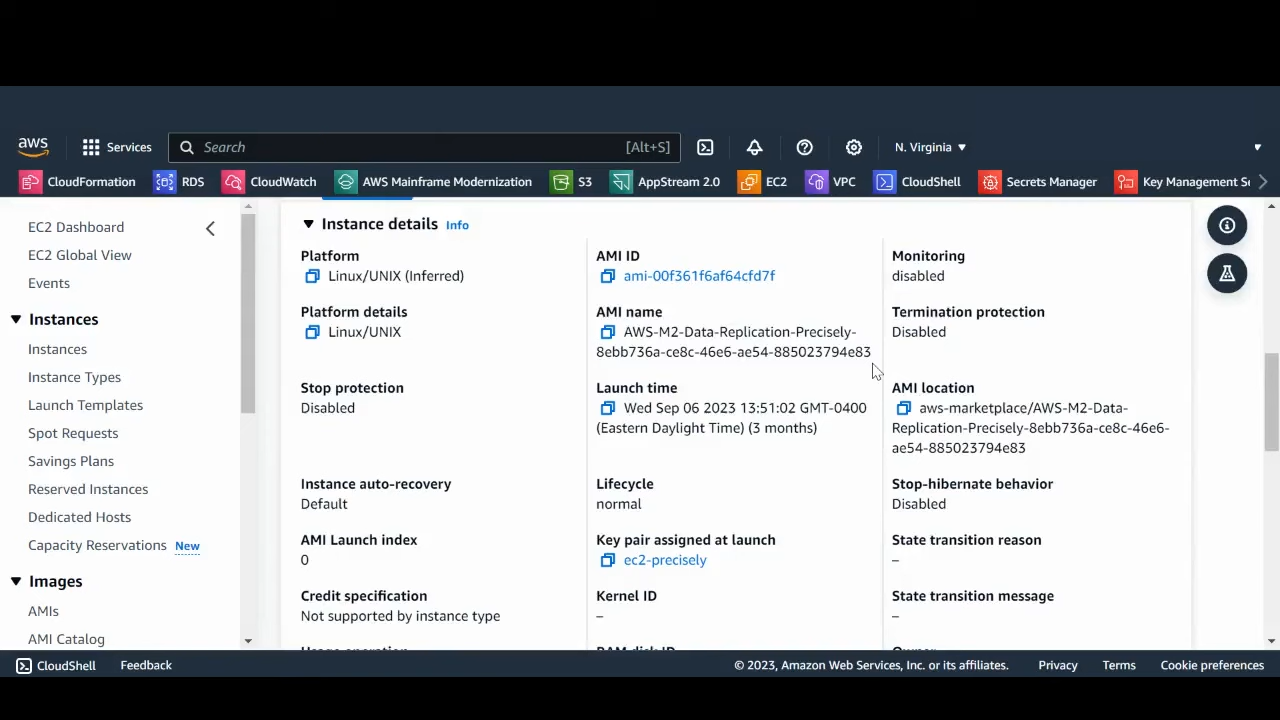 aws
Services
Search
[Alt+S]
N. Virginia
CloudFormation
RDS
CloudWatch
AWS Mainframe Modernization
S3
AppStream 2.0
EC2
VPC
CloudShell
Secrets Manager
Key Management Se
EC2 Dashboard
EC2 Global View
Events
Instances
Instances
Instance Types
Launch Templates
Spot Requests
Savings Plans
Reserved Instances
Dedicated Hosts
Capacity Reservations New
Images
AMIs
AMI Catalog
Instance details Info
Platform
Linux/UNIX (Inferred)
AMI ID
ami-00f361f6af64cfd7f
Monitoring
disabled
Platform details
Linux/UNIX
AMI name
AWS-M2-Data-Replication-Precisely-
8ebb736a-ce8c-46e6-ae54-885023794e83
Termination protection
Disabled
Stop protection
Disabled
Launch time
Wed Sep 06 2023 13:51:02 GMT-0400
(Eastern Daylight Time) (3 months)
AMI location
aws-marketplace/AWS-M2-Data-
Replication-Precisely-8ebb736a-ce8c-46e6-
ae54-885023794e83
Instance auto-recovery
Default
Lifecycle
normal
Stop-hibernate behavior
Disabled
AMI Launch index
0
Key pair assigned at launch
ec2-precisely
State transition reason
–
Credit specification
Not supported by instance type
Kernel ID
–
State transition message
–
CloudShell
Feedback
© 2023, Amazon Web Services, Inc. or its affiliates.
Privacy
Terms
Cookie preferences